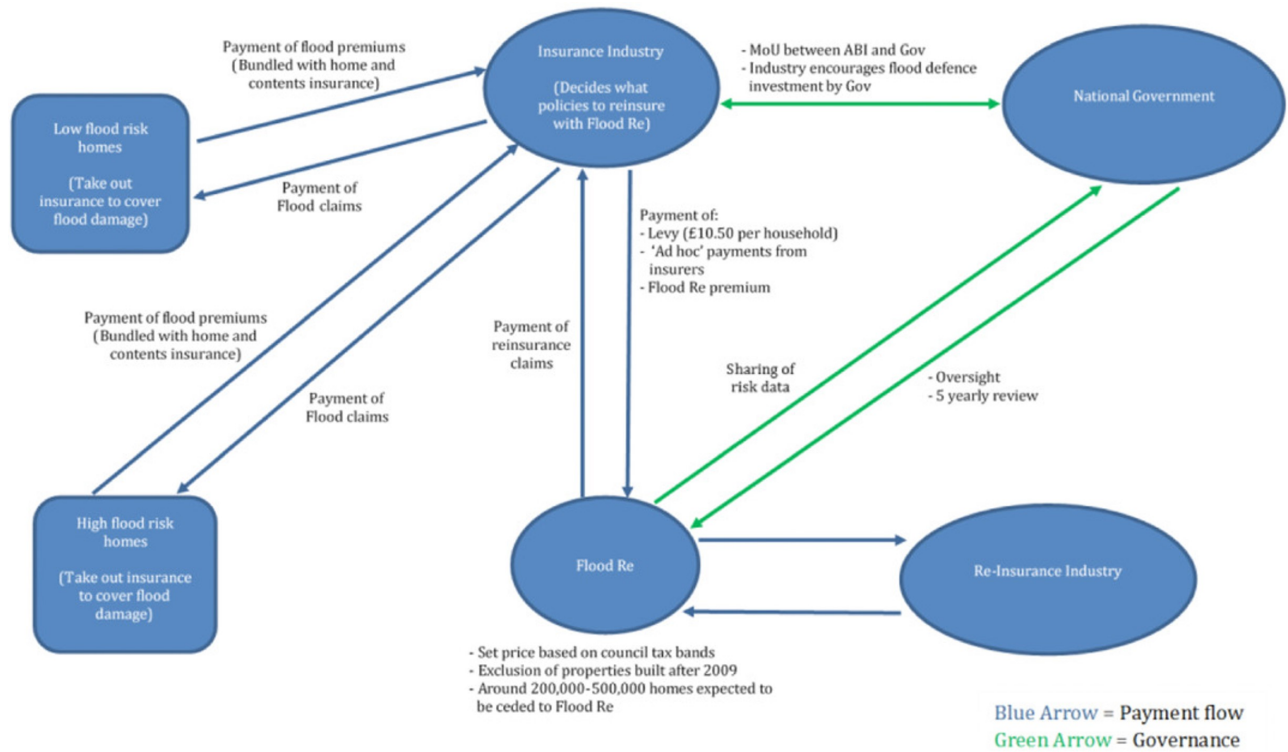 Payment of flood premiums
(Bundled with home and
contents insurance)
Insurance Industry
(Decides what
policies to reinsure
with Flood Re)
- MoU between ABI and Gov
- Industry encourages flood defence
investment by Gov
National Government
Low flood risk
homes
(Take out
insurance to cover
flood damage)
Payment of
Flood claims
Payment of:
- Levy (£10.50 per household)
- ‘Ad hoc’ payments from
insurers
- Flood Re premium
Payment of flood premiums
(Bundled with home and
contents insurance)
Payment of
reinsurance
claims
Payment of
Flood claims
Sharing of
risk data
- Oversight
- 5 yearly review
High flood risk
homes
(Take out insurance
to cover flood
damage)
Flood Re
Re-Insurance Industry
- Set price based on council tax bands
- Exclusion of properties built after 2009
- Around 200,000-500,000 homes expected to
be ceded to Flood Re
Blue Arrow = Payment flow
Green Arrow = Governance